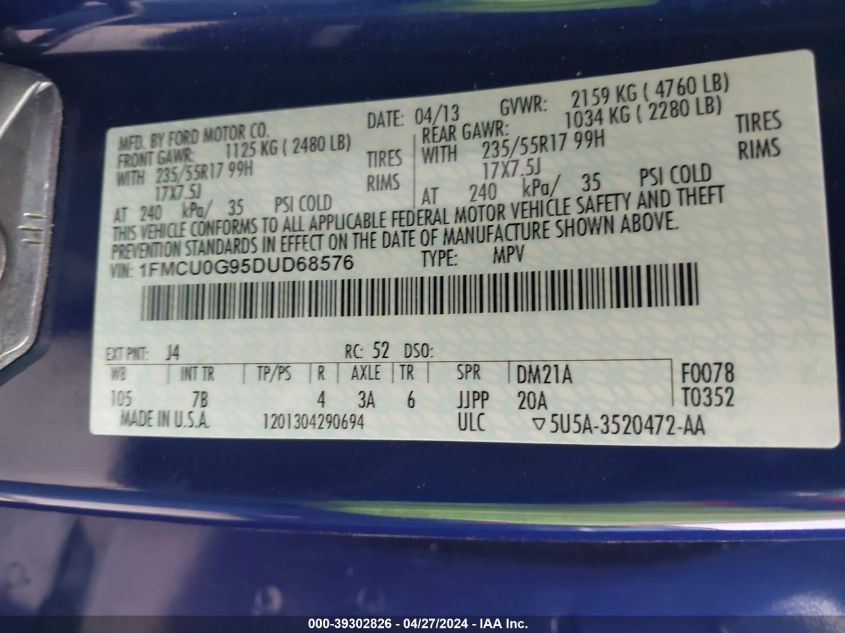 MFD. BY FORD MOTOR CO.
DATE: 04/13 GVWR: 2159 KG ( 4760 LB)
FRONT GAWR: 1125 KG ( 2480 LB)
REAR GAWR: 1034 KG ( 2280 LB)
WITH 235/55R17 99H TIRES
WITH 235/55R17 99H TIRES
17X7.5J RIMS
17X7.5J RIMS
AT 240 kPa/ 35 PSI COLD
AT 240 kPa/ 35 PSI COLD
THIS VEHICLE CONFORMS TO ALL APPLICABLE FEDERAL MOTOR VEHICLE SAFETY AND THEFT
PREVENTION STANDARDS IN EFFECT ON THE DATE OF MANUFACTURE SHOWN ABOVE.
VIN: 1FMCU0G95DUD68576 TYPE: MPV
EXT PNT: J4 RC: 52 DSO:
WB INT TR TP/PS R AXLE TR SPR DM21A F0078
105 7B 4 3A 6 JJPP 20A T0352
MADE IN U.S.A. 1201304290694 ULC ▽5U5A-3520472-AA
000-39302826 - 04/27/2024 - IAA Inc.